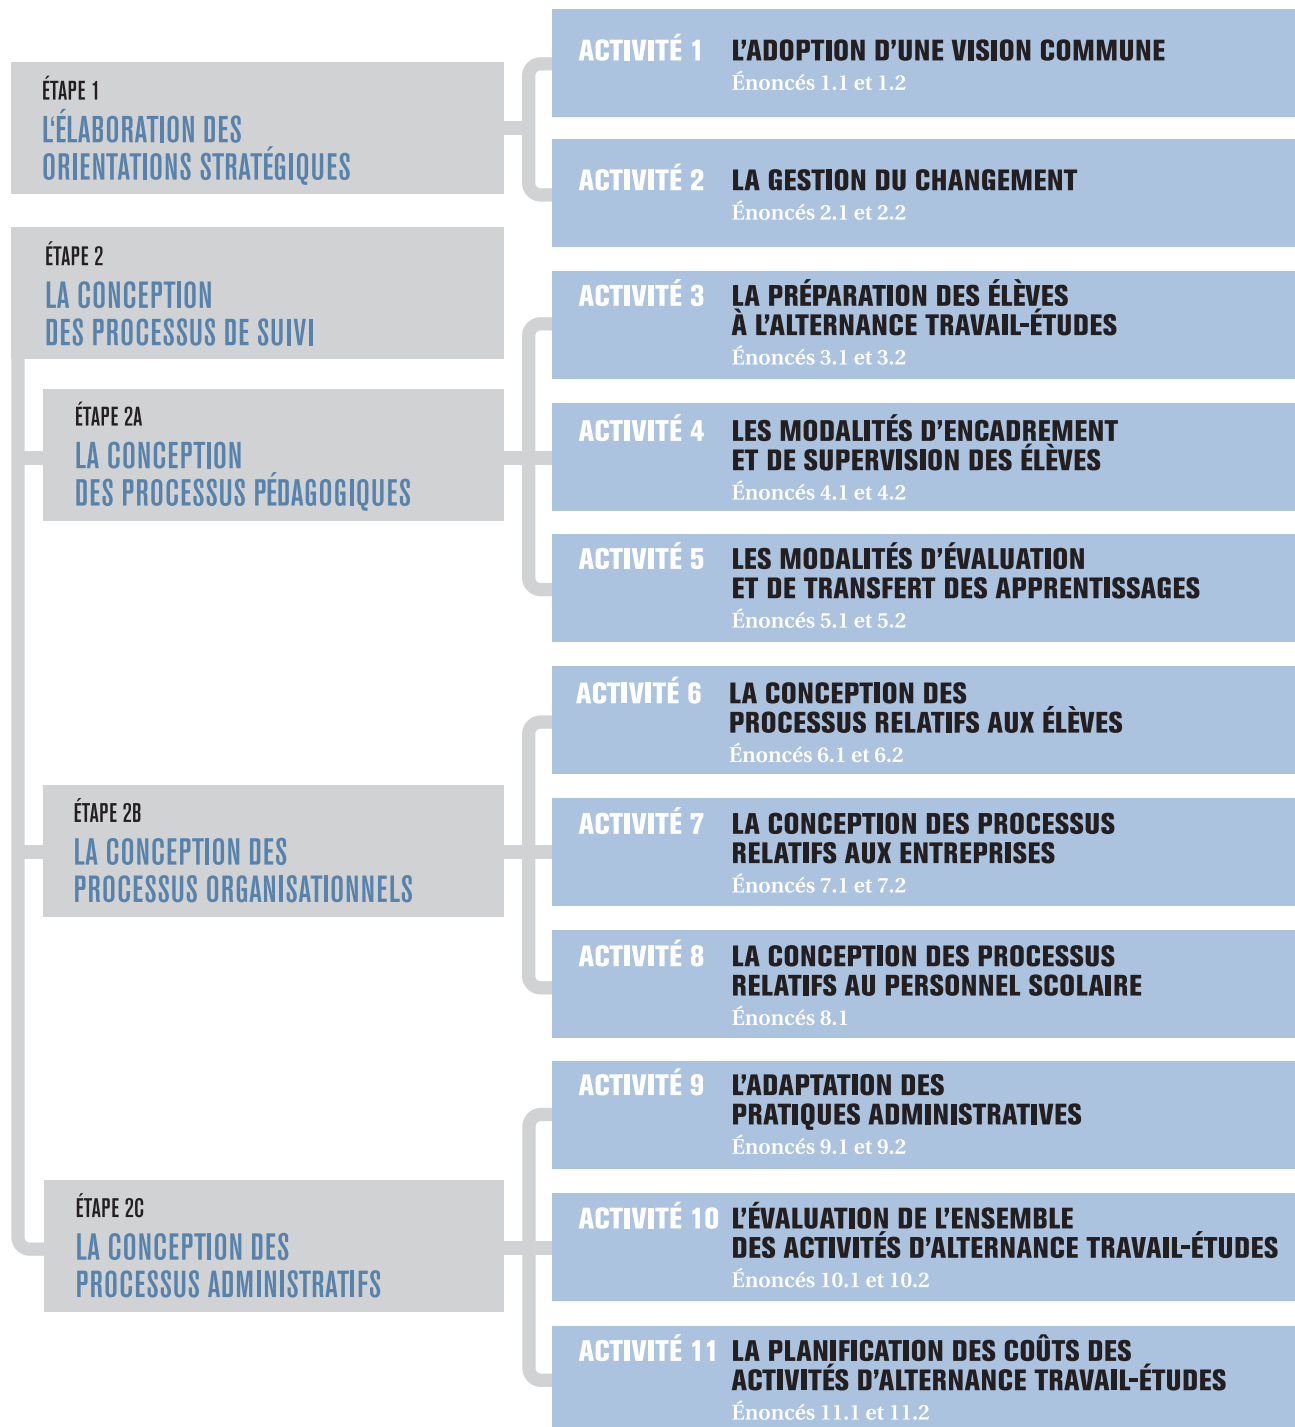 ÉTAPE 1
L'ÉLABORATION DES
ORIENTATIONS STRATÉGIQUES
ACTIVITÉ 1 L'ADOPTION D'UNE VISION COMMUNE
Énoncés 1.1 et 1.2
ACTIVITÉ 2 LA GESTION DU CHANGEMENT
Énoncés 2.1 et 2.2
ÉTAPE 2
LA CONCEPTION
DES PROCESSUS DE SUIVI
ÉTAPE 2A
LA CONCEPTION
DES PROCESSUS PÉDAGOGIQUES
ACTIVITÉ 3 LA PRÉPARATION DES ÉLÈVES
À L'ALTERNANCE TRAVAIL-ÉTUDES
Énoncés 3.1 et 3.2
ACTIVITÉ 4 LES MODALITÉS D'ENCADREMENT
ET DE SUPERVISION DES ÉLÈVES
Énoncés 4.1 et 4.2
ACTIVITÉ 5 LES MODALITÉS D'ÉVALUATION
ET DE TRANSFERT DES APPRENTISSAGES
Énoncés 5.1 et 5.2
ÉTAPE 2B
LA CONCEPTION DES
PROCESSUS ORGANISATIONNELS
ACTIVITÉ 6 LA CONCEPTION DES
PROCESSUS RELATIFS AUX ÉLÈVES
Énoncés 6.1 et 6.2
ACTIVITÉ 7 LA CONCEPTION DES PROCESSUS
RELATIFS AUX ENTREPRISES
Énoncés 7.1 et 7.2
ACTIVITÉ 8 LA CONCEPTION DES PROCESSUS
RELATIFS AU PERSONNEL SCOLAIRE
Énoncés 8.1
ÉTAPE 2C
LA CONCEPTION DES
PROCESSUS ADMINISTRATIFS
ACTIVITÉ 9 L'ADAPTATION DES
PRATIQUES ADMINISTRATIVES
Énoncés 9.1 et 9.2
ACTIVITÉ 10 L'ÉVALUATION DE L'ENSEMBLE
DES ACTIVITÉS D'ALTERNANCE TRAVAIL-ÉTUDES
Énoncés 10.1 et 10.2
ACTIVITÉ 11 LA PLANIFICATION DES COÛTS DES
ACTIVITÉS D'ALTERNANCE TRAVAIL-ÉTUDES
Énoncés 11.1 et 11.2